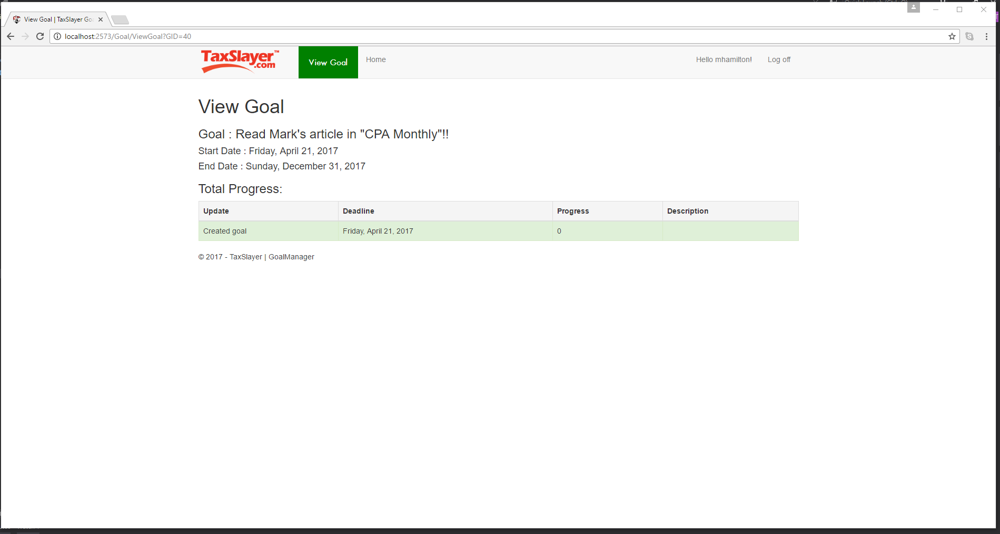 View Goal | TaxSlayer Go
localhost:2573/Goal/ViewGoal?GID=40
TaxSlayer™
.com
View Goal
Home
Hello mhamilton!
Log off
View Goal
Goal : Read Mark's article in "CPA Monthly"!!
Start Date : Friday, April 21, 2017
End Date : Sunday, December 31, 2017
Total Progress:
Update Deadline Progress Description
Created goal Friday, April 21, 2017 0
© 2017 - TaxSlayer | GoalManager